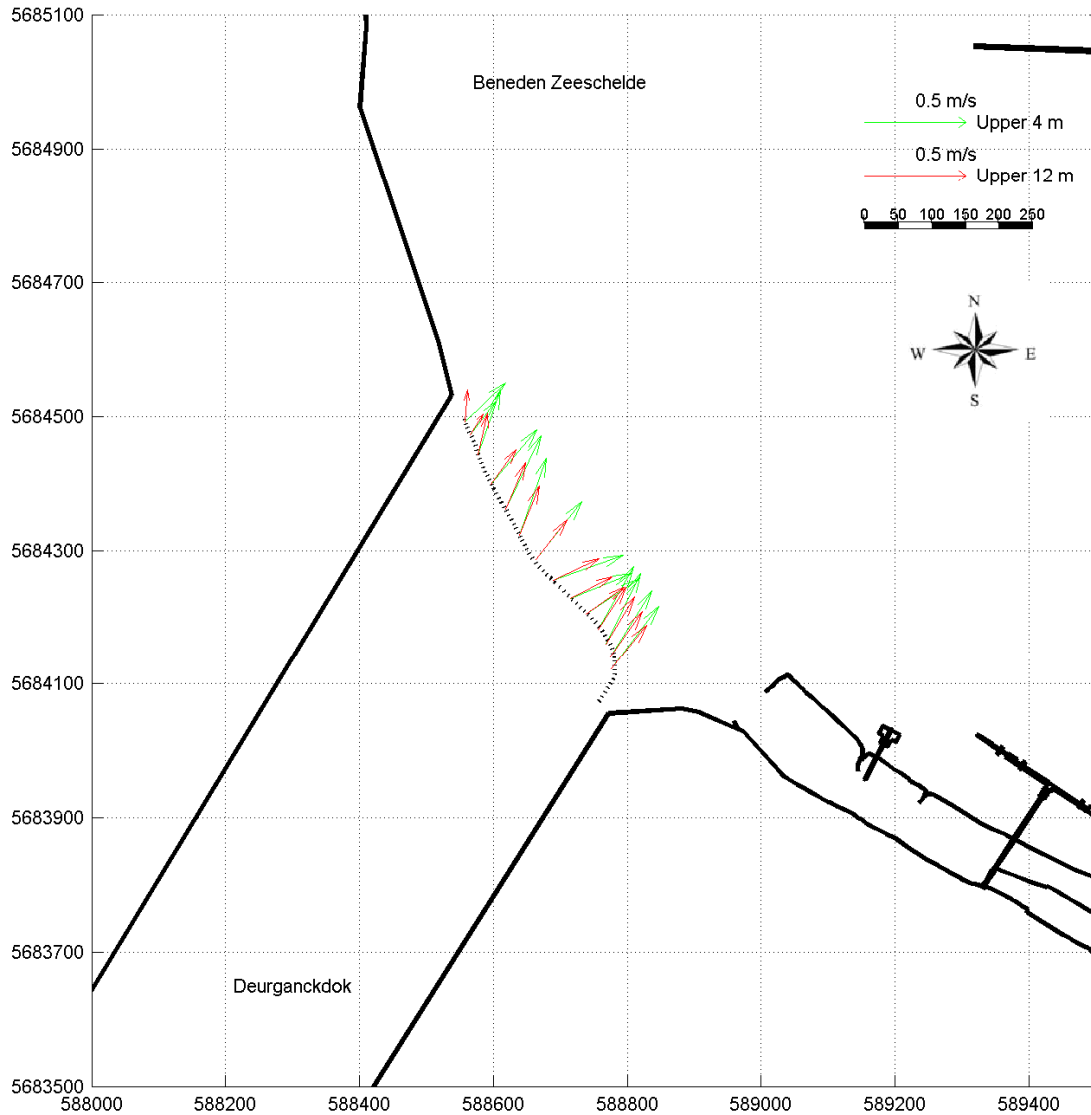 5685100
Beneden Zeeschelde
0.5 m/s
Upper 4 m
5684900
0.5 m/s
Upper 12 m
0 50 100 150 200 250
5684700
N
W E
S
5684500
5684300
5684100
5683900
5683700
Deurganckdok
5683500
588000 588200 588400 588600 588800 589000 589200 589400